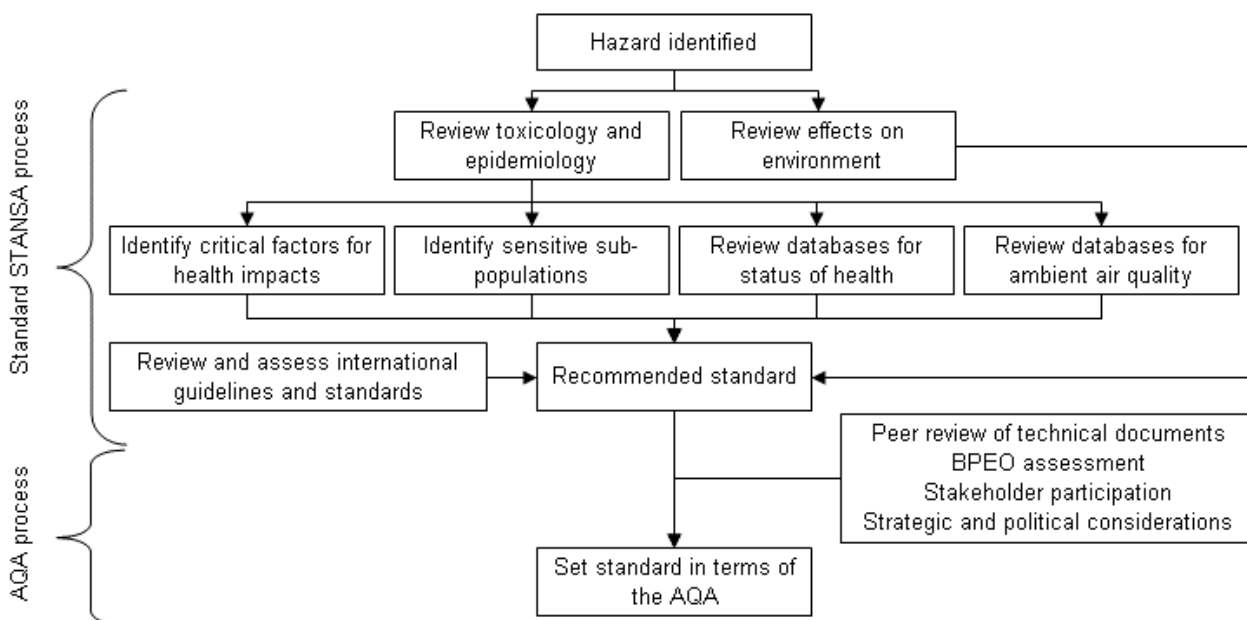 Hazard identified
Standard STANSA process
Review toxicology and
epidemiology
Review effects on
environment
Identify critical factors for
health impacts
Identify sensitive sub-
populations
Review databases for
status of health
Review databases for
ambient air quality
Review and assess international
guidelines and standards
Recommended standard
Peer review of technical documents
BPEO assessment
Stakeholder participation
Strategic and political considerations
AQA process
Set standard in terms of
the AQA